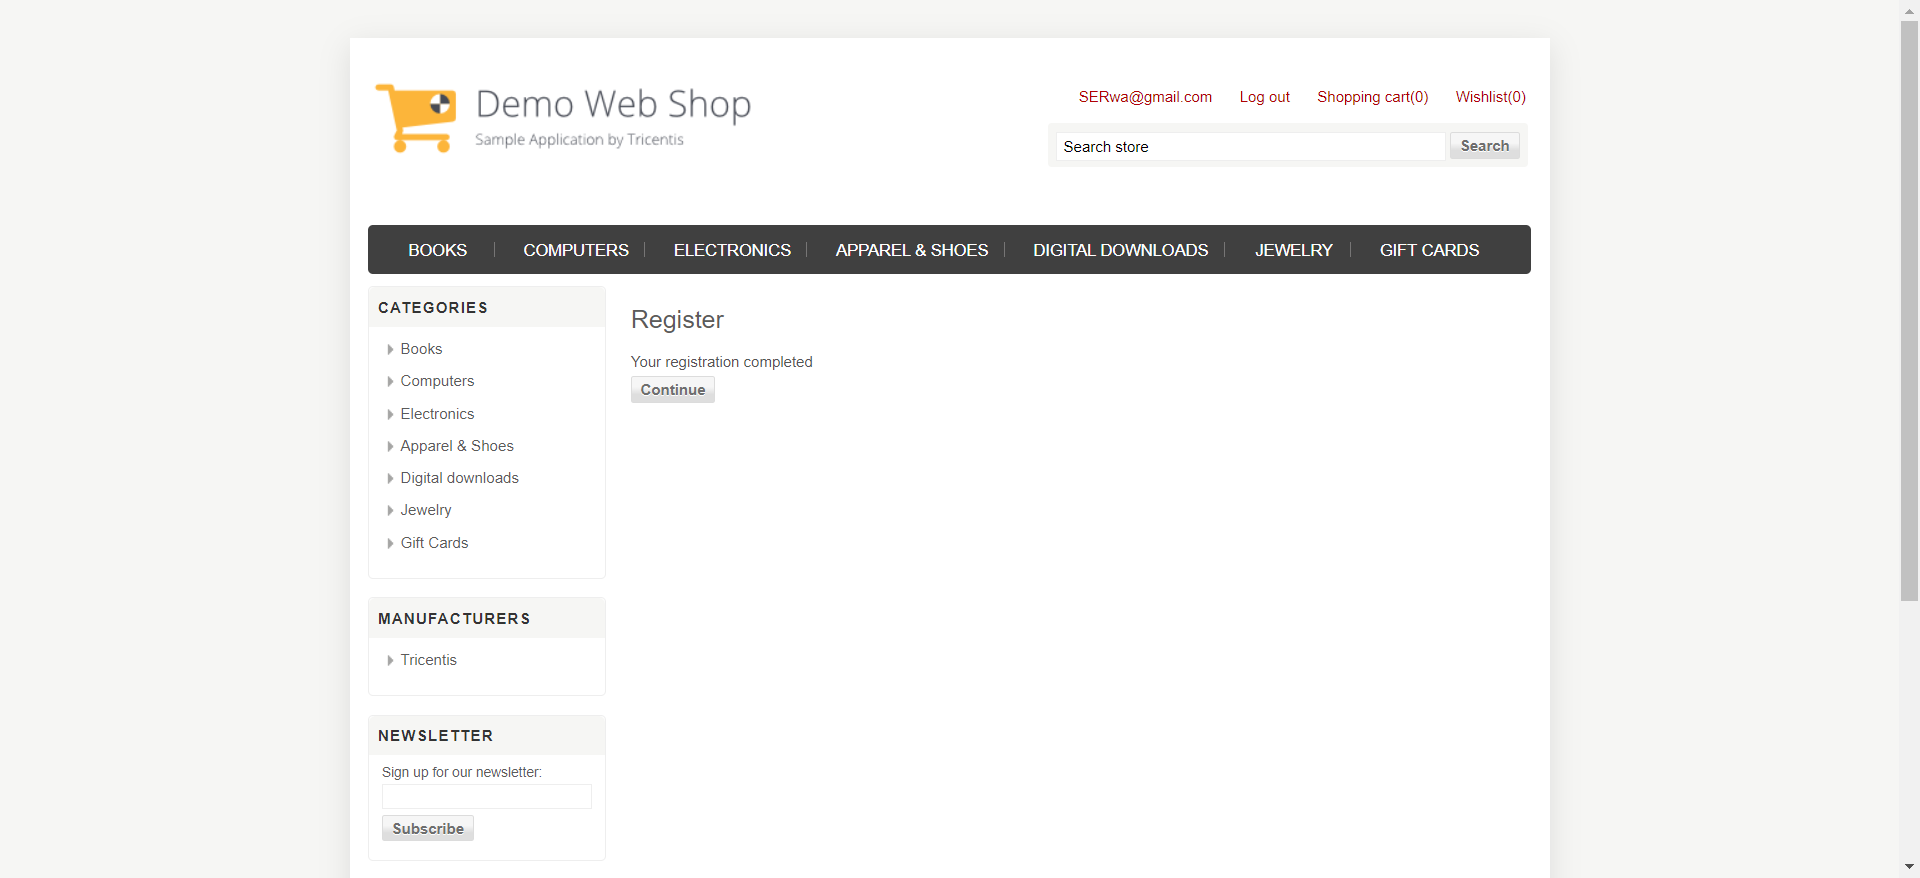 Demo Web Shop
Sample Application by Tricentis
SERwa@gmail.com Log out Shopping cart(0) Wishlist(0)
Search store Search
BOOKS COMPUTERS ELECTRONICS APPAREL & SHOES DIGITAL DOWNLOADS JEWELRY GIFT CARDS
CATEGORIES
Books
Computers
Electronics
Apparel & Shoes
Digital downloads
Jewelry
Gift Cards
MANUFACTURERS
Tricentis
NEWSLETTER
Sign up for our newsletter:
Subscribe
Register
Your registration completed
Continue